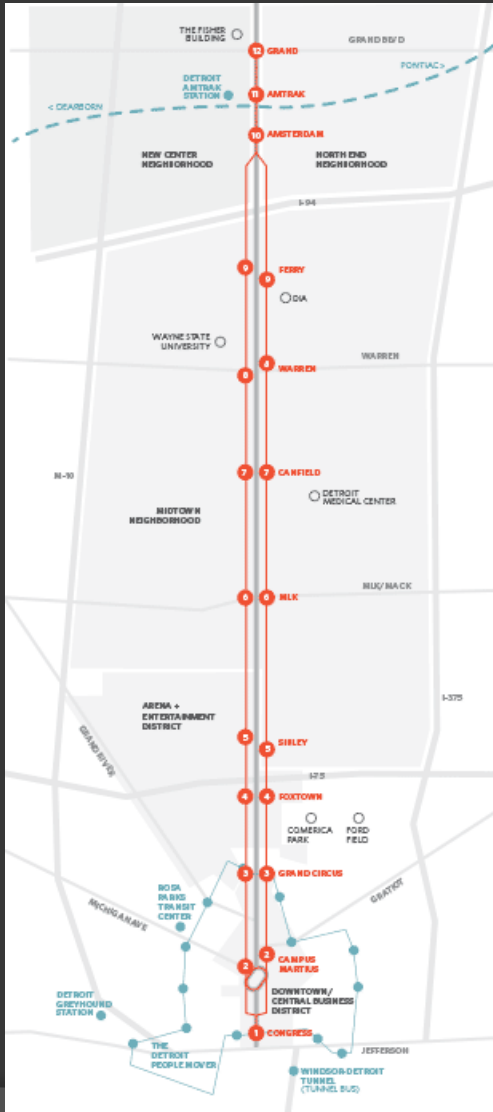 THE FISHER
BUILDING
12 GRAND
GRAND BLVD
PONTIAC >
DETROIT
AMTRAK
STATION
11 AMTRAK
< DEARBORN
10 AMSTERDAM
NEW CENTER
NEIGHBORHOOD
NORTH END
NEIGHBORHOOD
I-94
9
9 FERRY
DIA
WAYNE STATE
UNIVERSITY
WARREN
8
8 WARREN
M-10
7
7 CANFIELD
DETROIT
MEDICAL CENTER
MIDTOWN
NEIGHBORHOOD
MLK/MACK
6
6 MLK
I-375
ARENA +
ENTERTAINMENT
DISTRICT
GRAND RIVER
5
5 SIBLEY
I-75
4
4 FOXTOWN
COMERICA
PARK
FORD
FIELD
3
3 GRAND CIRCUS
ROSA
PARKS
TRANSIT
CENTER
GRATIOT
MICHIGAN AVE
2
2 CAMPUS
MARTIUS
DETROIT
GREYHOUND
STATION
DOWNTOWN/
CENTRAL BUSINESS
DISTRICT
1 CONGRESS
THE
DETROIT
PEOPLE MOVER
JEFFERSON
WINDSOR-DETROIT
TUNNEL
(TUNNEL BUS)